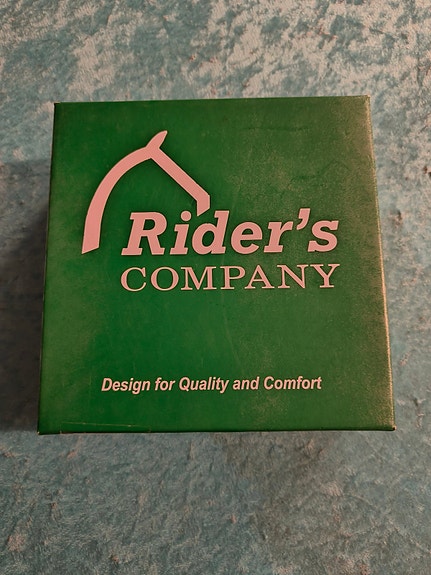 Rider's
COMPANY
Design for Quality and Comfort